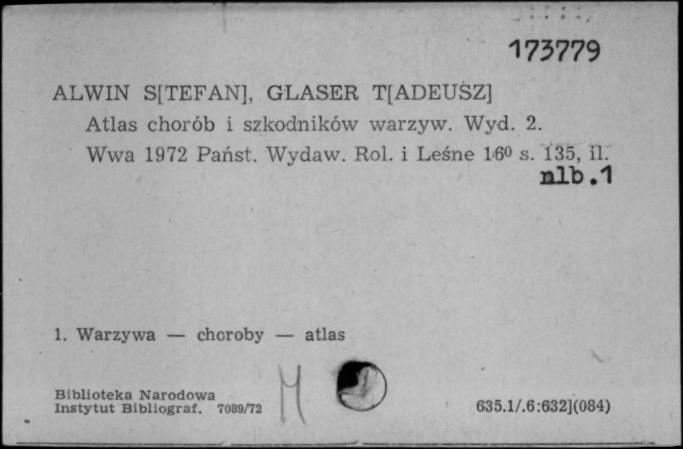 173779
ALWIN S[TEFAN], GLASER T[ADEUSZ]
Atlas chorób i szkodników warzyw. Wyd. 2.
Wwa 1972 Państ. Wydaw. Rol. i Leśne 16⁰ s. 135, il.
nlb.1
1. Warzywa — choroby — atlas
M
Biblioteka Narodowa
Instytut Bibliograf. 7089/72
635.1/.6:632](084)